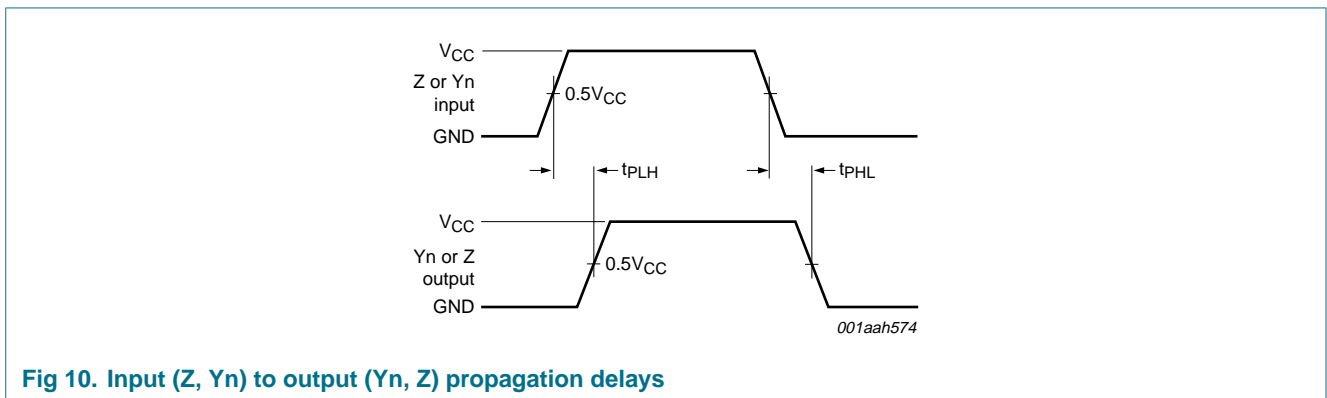 VCC
Z or Yn
input
0.5VCC
GND
tPLH
tPHL
VCC
Yn or Z
output
0.5VCC
GND
001aah574
Fig 10. Input (Z, Yn) to output (Yn, Z) propagation delays